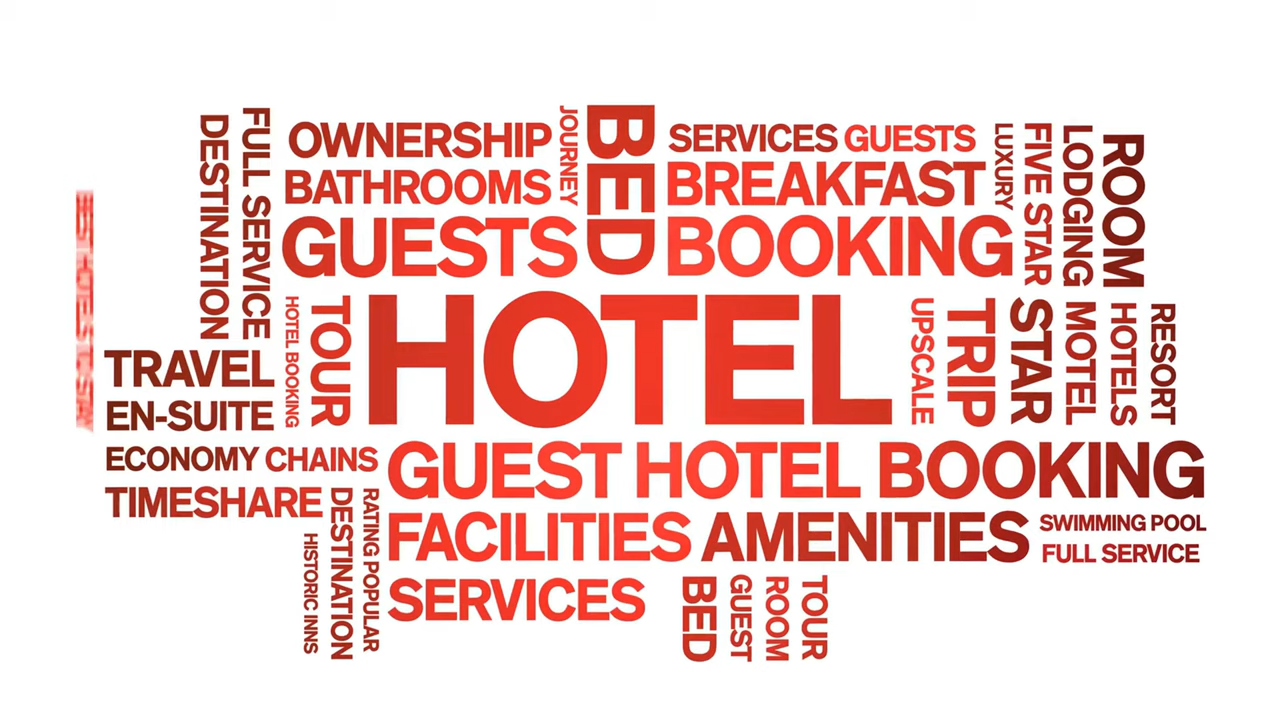 DESTINATION
FULL SERVICE
OWNERSHIP
BATHROOMS
JOURNEY
BED
SERVICES
GUESTS
BREAKFAST
GUESTS
BOOKING
LUXURY
FIVE STAR
LODGING
ROOM
HOTEL BOOKING
TOUR
HOTEL
UPSCALE
TRIP
STAR
MOTEL
HOTELS
RESORT
TRAVEL
EN-SUITE
ECONOMY
CHAINS
GUEST
HOTEL BOOKING
TIMESHARE
HISTORIC INNS
DESTINATION
RATING POPULAR
FACILITIES
AMENITIES
SWIMMING POOL
FULL SERVICE
SERVICES
BED
GUEST
ROOM
TOUR